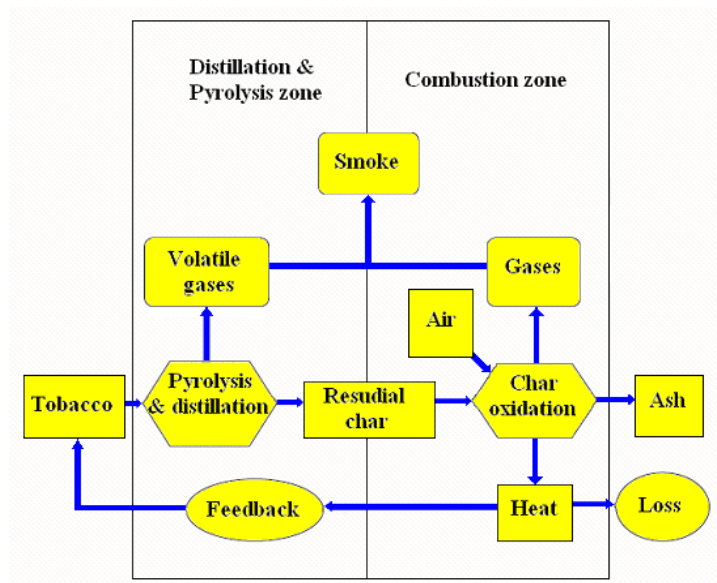 Distillation &
Pyrolysis zone
Combustion zone
Smoke
Volatile
gases
Gases
Air
Tobacco
Pyrolysis
& distillation
Resudial
char
Char
oxidation
Ash
Feedback
Heat
Loss